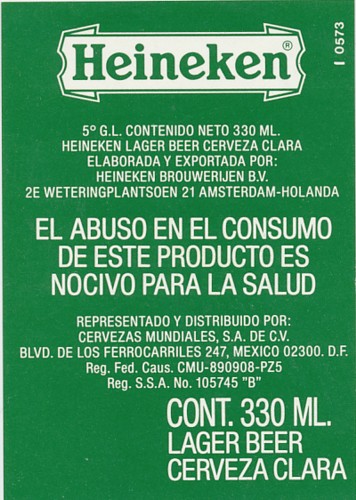 Heineken®
I 0573
5° G.L. CONTENIDO NETO 330 ML.
HEINEKEN LAGER BEER CERVEZA CLARA
ELABORADA Y EXPORTADA POR:
HEINEKEN BROUWERIJEN B.V.
2E WETERINGPLANTSOEN 21 AMSTERDAM-HOLANDA
EL ABUSO EN EL CONSUMO
DE ESTE PRODUCTO ES
NOCIVO PARA LA SALUD
REPRESENTADO Y DISTRIBUIDO POR:
CERVEZAS MUNDIALES, S.A. DE C.V.
BLVD. DE LOS FERROCARRILES 247, MEXICO 02300. D.F.
Reg. Fed. Caus. CMU-890908-PZ5
Reg. S.S.A. No. 105745 "B"
CONT. 330 ML.
LAGER BEER
CERVEZA CLARA